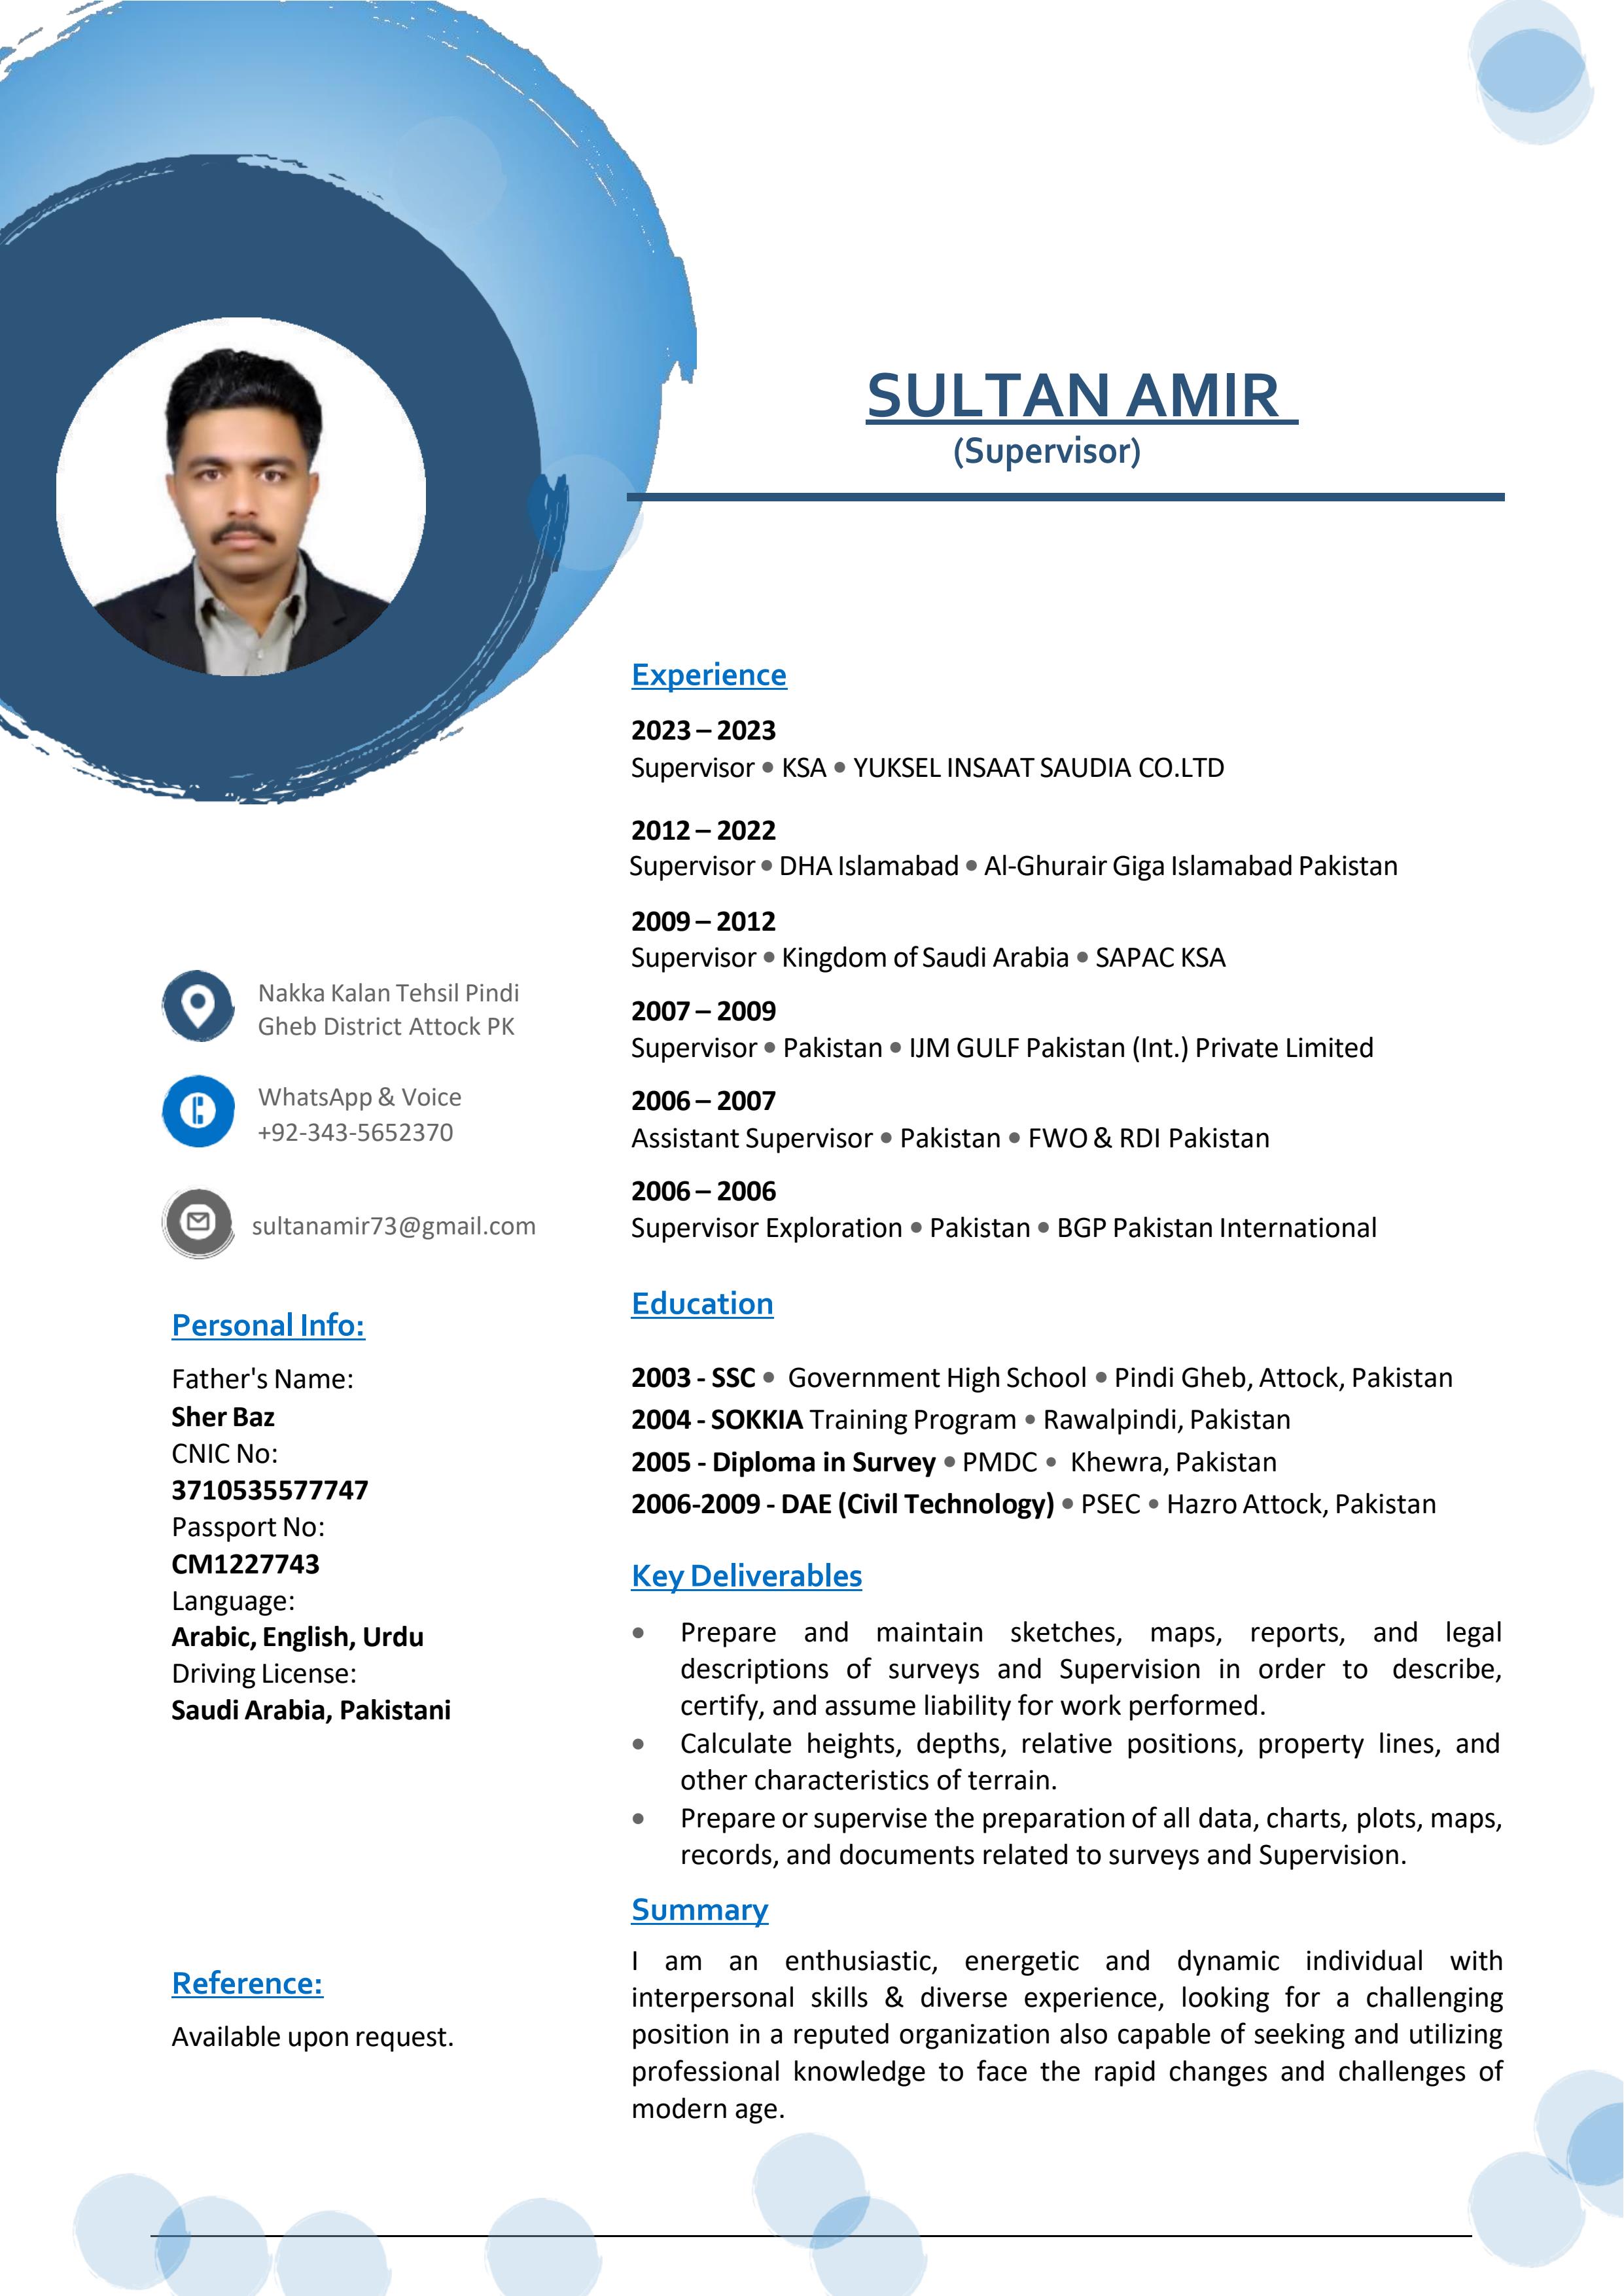 SULTAN AMIR
(Supervisor)
Nakka Kalan Tehsil Pindi
Gheb District Attock PK
WhatsApp & Voice
+92-343-5652370
sultanamir73@gmail.com
Personal Info:
Father's Name:
Sher Baz
CNIC No:
3710535577747
Passport No:
CM1227743
Language:
Arabic, English, Urdu
Driving License:
Saudi Arabia, Pakistani
Reference:
Available upon request.
Experience
2023 – 2023
Supervisor • KSA • YUKSEL INSAAT SAUDIA CO.LTD
2012 – 2022
Supervisor • DHA Islamabad • Al-Ghurair Giga Islamabad Pakistan
2009 – 2012
Supervisor • Kingdom of Saudi Arabia • SAPAC KSA
2007 – 2009
Supervisor • Pakistan • IJM GULF Pakistan (Int.) Private Limited
2006 – 2007
Assistant Supervisor • Pakistan • FWO & RDI Pakistan
2006 – 2006
Supervisor Exploration • Pakistan • BGP Pakistan International
Education
2003 - SSC • Government High School • Pindi Gheb, Attock, Pakistan
2004 - SOKKIA Training Program • Rawalpindi, Pakistan
2005 - Diploma in Survey • PMDC • Khewra, Pakistan
2006-2009 - DAE (Civil Technology) • PSEC • Hazro Attock, Pakistan
Key Deliverables
• Prepare and maintain sketches, maps, reports, and legal
descriptions of surveys and Supervision in order to describe,
certify, and assume liability for work performed.
• Calculate heights, depths, relative positions, property lines, and
other characteristics of terrain.
• Prepare or supervise the preparation of all data, charts, plots, maps,
records, and documents related to surveys and Supervision.
Summary
I am an enthusiastic, energetic and dynamic individual with
interpersonal skills & diverse experience, looking for a challenging
position in a reputed organization also capable of seeking and utilizing
professional knowledge to face the rapid changes and challenges of
modern age.